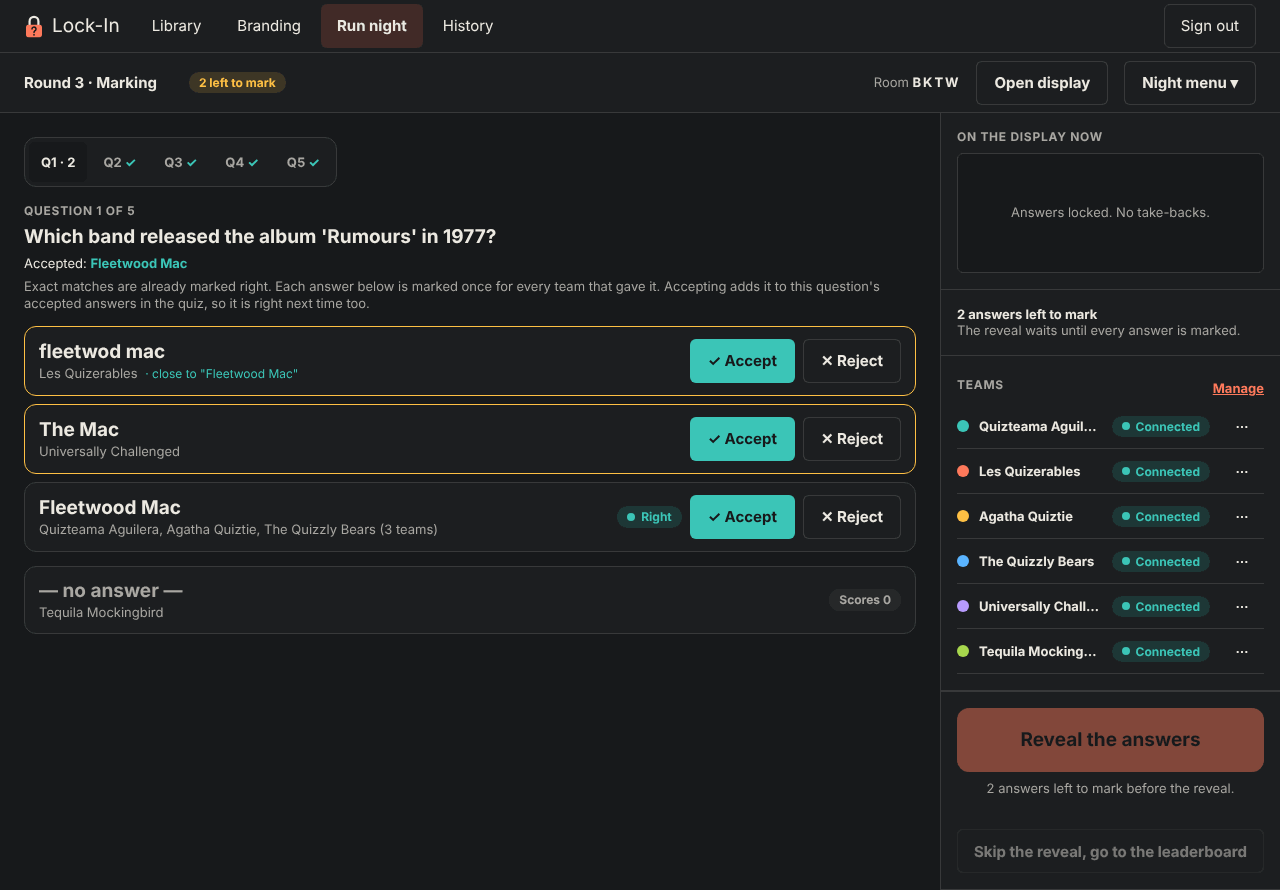 Lock-In
Library
Branding
Run night
History
Sign out
Round 3 · Marking
2 left to mark
Room BKTW
Open display
Night menu ▾
Q1 · 2
Q2 ✓
Q3 ✓
Q4 ✓
Q5 ✓
QUESTION 1 OF 5
Which band released the album 'Rumours' in 1977?
Accepted: Fleetwood Mac
Exact matches are already marked right. Each answer below is marked once for every team that gave it. Accepting adds it to this question's
accepted answers in the quiz, so it is right next time too.
fleetwod mac
Les Quizerables · close to "Fleetwood Mac"
✓ Accept
✕ Reject
The Mac
Universally Challenged
✓ Accept
✕ Reject
Fleetwood Mac
Quizteama Aguilera, Agatha Quiztie, The Quizzly Bears (3 teams)
Right
✓ Accept
✕ Reject
— no answer —
Tequila Mockingbird
Scores 0
ON THE DISPLAY NOW
Answers locked. No take-backs.
2 answers left to mark
The reveal waits until every answer is marked.
TEAMS
Manage
Quizteama Aguil...
Connected
...
Les Quizerables
Connected
...
Agatha Quiztie
Connected
...
The Quizzly Bears
Connected
...
Universally Chall...
Connected
...
Tequila Mocking...
Connected
...
Reveal the answers
2 answers left to mark before the reveal.
Skip the reveal, go to the leaderboard